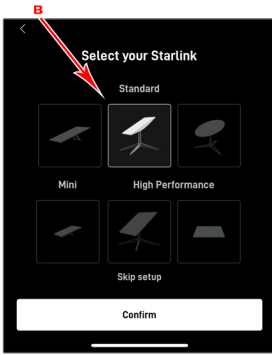 B
Select your Starlink
Standard
Mini
High Performance
Skip setup
Confirm